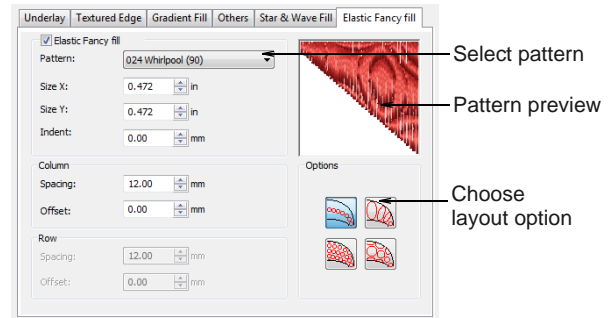 Underlay Textured Edge Gradient Fill Others Star & Wave Fill Elastic Fancy fill
Elastic Fancy fill
Pattern: 024 Whirlpool (90)
Select pattern
Size X: 0.472 in
Pattern preview
Size Y: 0.472 in
Indent: 0.00 mm
Column
Options
Spacing: 12.00 mm
Choose
layout option
Offset: 0.00 mm
Row
Spacing: 12.00 mm
Offset: 0.00 mm